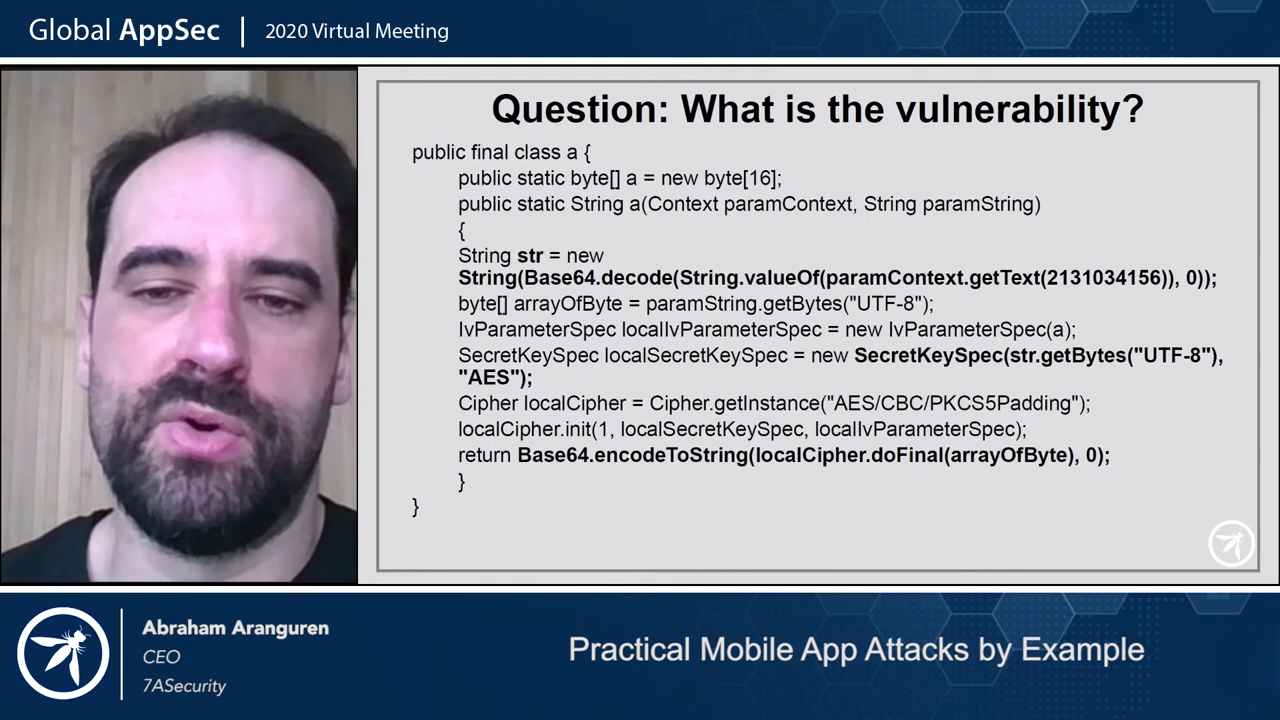 Global AppSec | 2020 Virtual Meeting
Question: What is the vulnerability?
public final class a {
public static byte[] a = new byte[16];
public static String a(Context paramContext, String paramString)
{
String str = new
String(Base64.decode(String.valueOf(paramContext.getText(2131034156)), 0));
byte[] arrayOfByte = paramString.getBytes("UTF-8");
IvParameterSpec localIvParameterSpec = new IvParameterSpec(a);
SecretKeySpec localSecretKeySpec = new SecretKeySpec(str.getBytes("UTF-8"),
"AES");
Cipher localCipher = Cipher.getInstance("AES/CBC/PKCS5Padding");
localCipher.init(1, localSecretKeySpec, localIvParameterSpec);
return Base64.encodeToString(localCipher.doFinal(arrayOfByte), 0);
}
}
Abraham Aranguren
CEO
7ASecurity
Practical Mobile App Attacks by Example